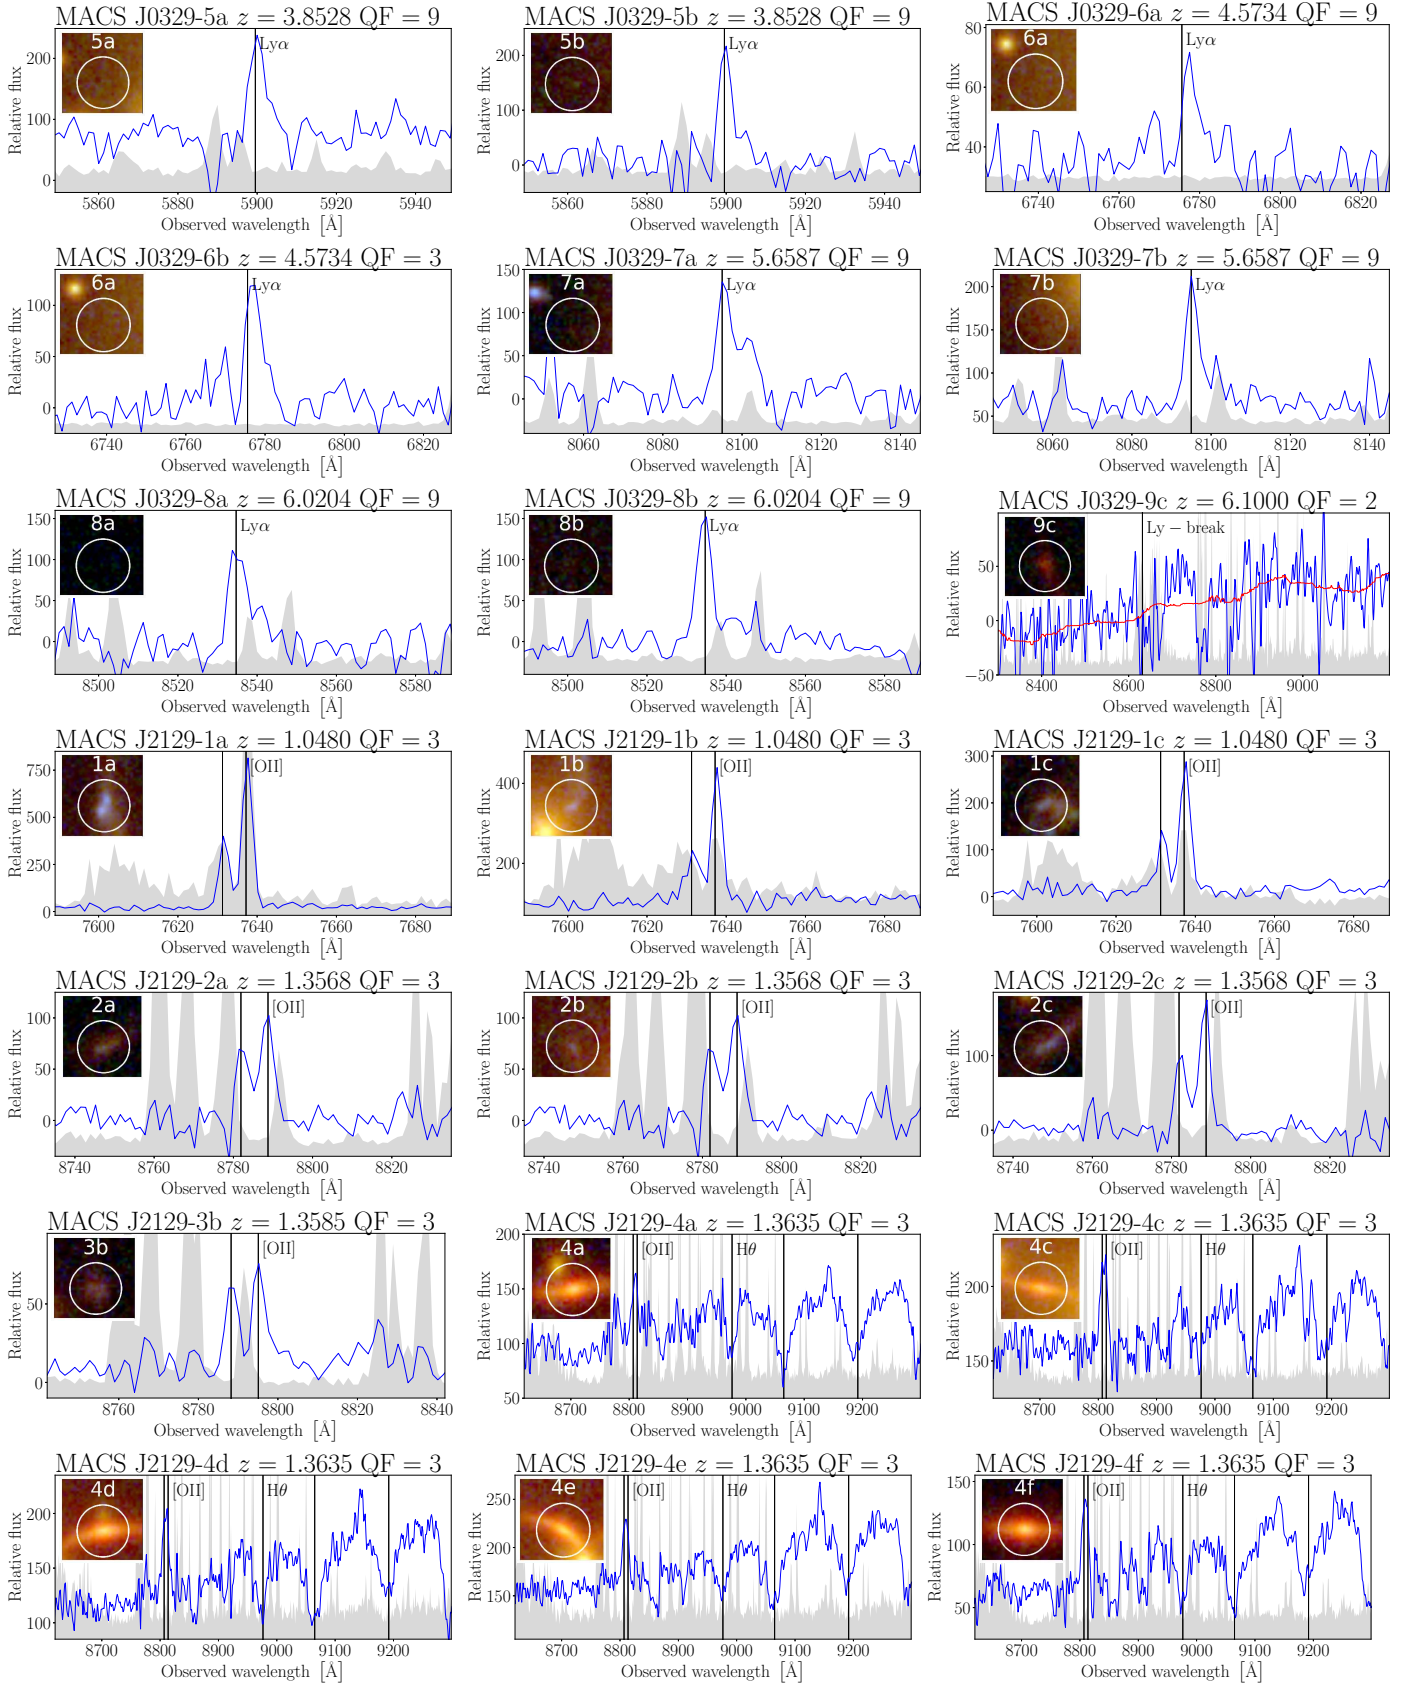 MACS J0329-5a z = 3.8528 QF = 9
5a
Lyα
200
100
0
Relative flux
5860 5880 5900 5920 5940
Observed wavelength [Å]
MACS J0329-5b z = 3.8528 QF = 9
5b
Lyα
200
100
0
Relative flux
5860 5880 5900 5920 5940
Observed wavelength [Å]
MACS J0329-6a z = 4.5734 QF = 9
6a
Lyα
80
60
40
Relative flux
6740 6760 6780 6800 6820
Observed wavelength [Å]
MACS J0329-6b z = 4.5734 QF = 3
6a
Lyα
100
50
0
Relative flux
6740 6760 6780 6800 6820
Observed wavelength [Å]
MACS J0329-7a z = 5.6587 QF = 9
7a
Lyα
150
100
50
0
Relative flux
8060 8080 8100 8120 8140
Observed wavelength [Å]
MACS J0329-7b z = 5.6587 QF = 9
7b
Lyα
200
150
100
50
Relative flux
8060 8080 8100 8120 8140
Observed wavelength [Å]
MACS J0329-8a z = 6.0204 QF = 9
8a
Lyα
150
100
50
0
Relative flux
8500 8520 8540 8560 8580
Observed wavelength [Å]
MACS J0329-8b z = 6.0204 QF = 9
8b
Lyα
150
100
50
0
Relative flux
8500 8520 8540 8560 8580
Observed wavelength [Å]
MACS J0329-9c z = 6.1000 QF = 2
9c
Ly − break
50
0
−50
Relative flux
8400 8600 8800 9000
Observed wavelength [Å]
MACS J2129-1a z = 1.0480 QF = 3
1a
[OII]
750
500
250
0
Relative flux
7600 7620 7640 7660 7680
Observed wavelength [Å]
MACS J2129-1b z = 1.0480 QF = 3
1b
[OII]
400
200
Relative flux
7600 7620 7640 7660 7680
Observed wavelength [Å]
MACS J2129-1c z = 1.0480 QF = 3
1c
[OII]
300
200
100
0
Relative flux
7600 7620 7640 7660 7680
Observed wavelength [Å]
MACS J2129-2a z = 1.3568 QF = 3
2a
[OII]
100
50
0
Relative flux
8740 8760 8780 8800 8820
Observed wavelength [Å]
MACS J2129-2b z = 1.3568 QF = 3
2b
[OII]
100
50
0
Relative flux
8740 8760 8780 8800 8820
Observed wavelength [Å]
MACS J2129-2c z = 1.3568 QF = 3
2c
[OII]
100
0
Relative flux
8740 8760 8780 8800 8820
Observed wavelength [Å]
MACS J2129-3b z = 1.3585 QF = 3
3b
[OII]
50
0
Relative flux
8760 8780 8800 8820 8840
Observed wavelength [Å]
MACS J2129-4a z = 1.3635 QF = 3
4a
[OII] Hθ
200
150
100
50
Relative flux
8700 8800 8900 9000 9100 9200
Observed wavelength [Å]
MACS J2129-4c z = 1.3635 QF = 3
4c
[OII] Hθ
200
150
Relative flux
8700 8800 8900 9000 9100 9200
Observed wavelength [Å]
MACS J2129-4d z = 1.3635 QF = 3
4d
[OII] Hθ
200
150
100
Relative flux
8700 8800 8900 9000 9100 9200
Observed wavelength [Å]
MACS J2129-4e z = 1.3635 QF = 3
4e
[OII] Hθ
250
200
150
Relative flux
8700 8800 8900 9000 9100 9200
Observed wavelength [Å]
MACS J2129-4f z = 1.3635 QF = 3
4f
[OII] Hθ
150
100
50
Relative flux
8700 8800 8900 9000 9100 9200
Observed wavelength [Å]